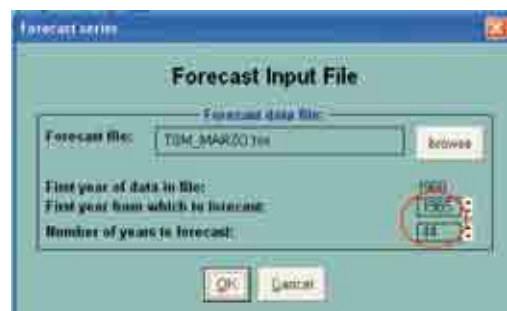 Forecast series
Forecast Input File
Forecast data file:
Forecast file:
browse
First year of data in file:
First year from which to forecast:
Number of years to forecast:
OK Cancel